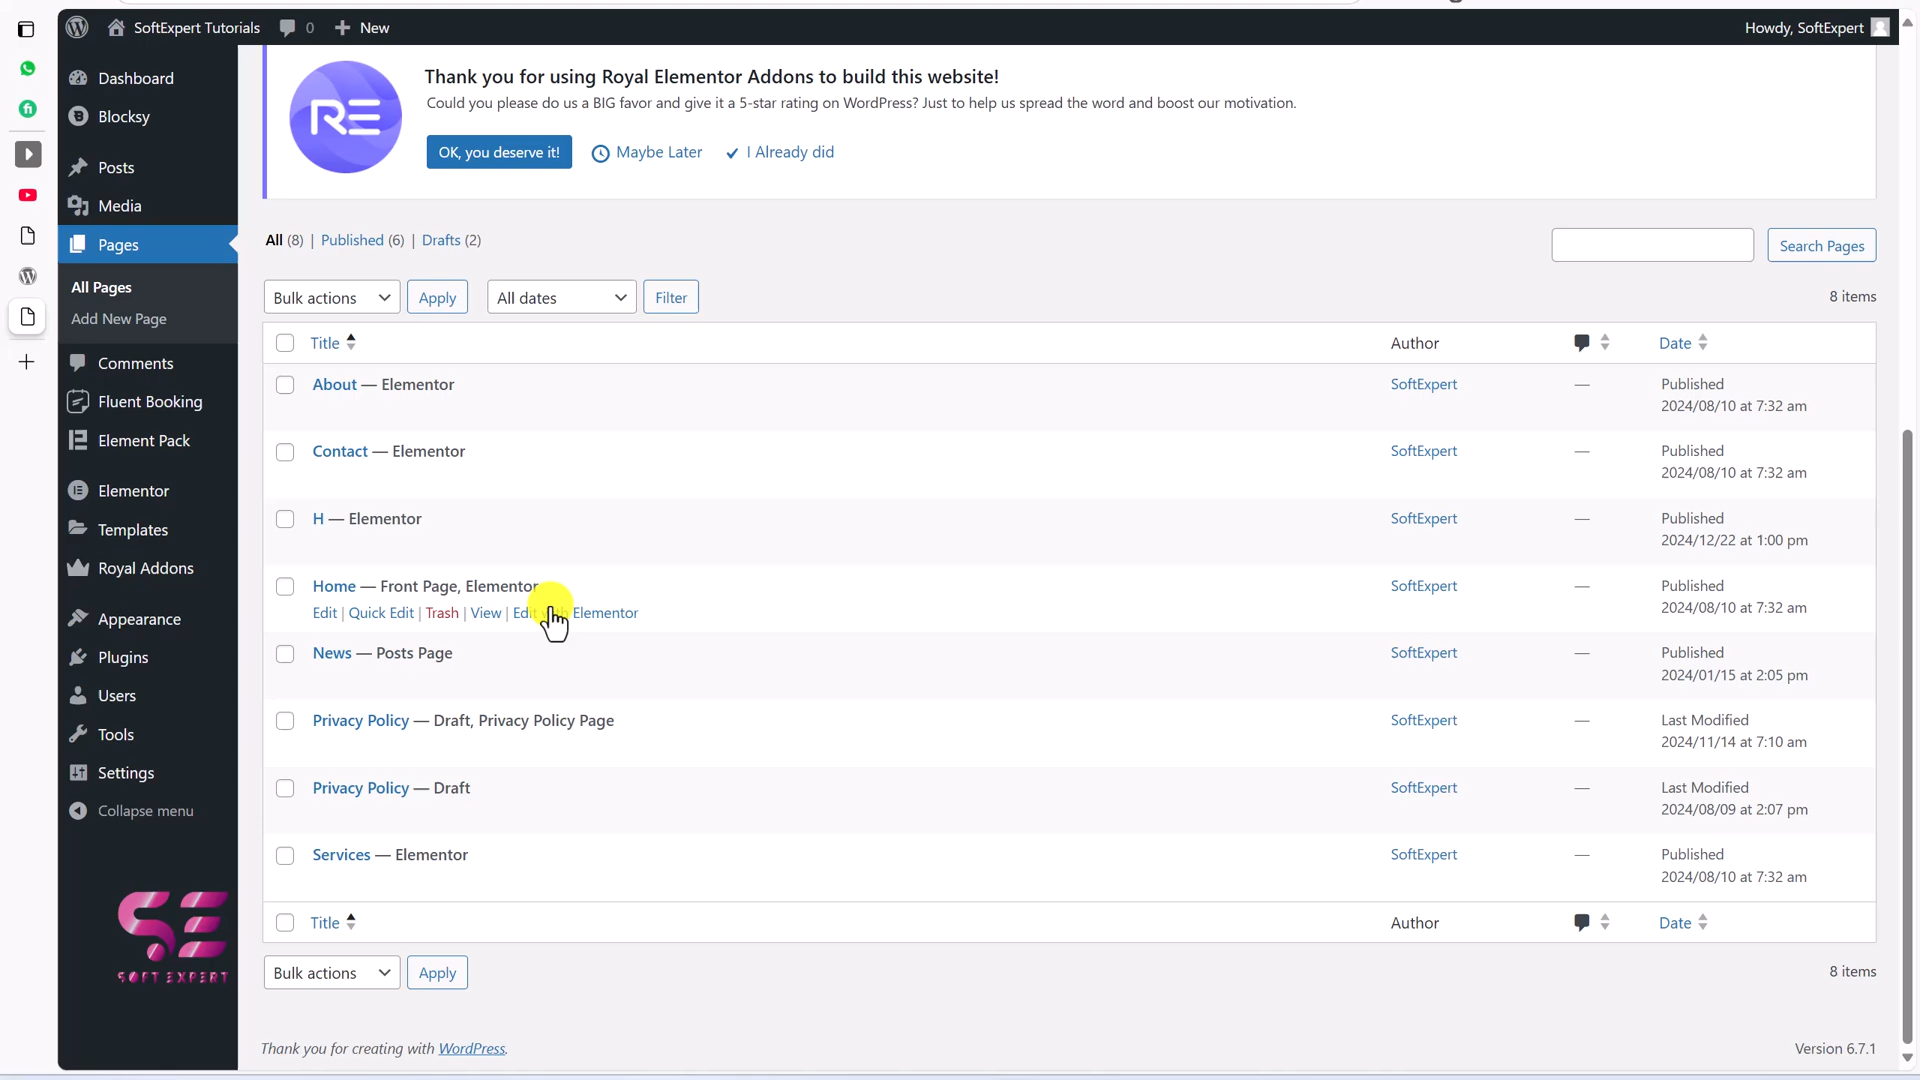 SoftExpert Tutorials 0 New Howdy, SoftExpert
Dashboard
Blocksy
Posts
Media
Pages
All Pages
Add New Page
Comments
Fluent Booking
Element Pack
Elementor
Templates
Royal Addons
Appearance
Plugins
Users
Tools
Settings
Collapse menu
SOFT EXPERT
RE
Thank you for using Royal Elementor Addons to build this website!
Could you please do us a BIG favor and give it a 5-star rating on WordPress? Just to help us spread the word and boost our motivation.
OK, you deserve it! Maybe Later I Already did
All (8) | Published (6) | Drafts (2)
Search Pages
Bulk actions Apply All dates Filter 8 items
Title Author Date
About — Elementor SoftExpert — Published
2024/08/10 at 7:32 am
Contact — Elementor SoftExpert — Published
2024/08/10 at 7:32 am
H — Elementor SoftExpert — Published
2024/12/22 at 1:00 pm
Home — Front Page, Elementor SoftExpert — Published
2024/08/10 at 7:32 am
Edit | Quick Edit | Trash | View | Edit with Elementor
News — Posts Page SoftExpert — Published
2024/01/15 at 2:05 pm
Privacy Policy — Draft, Privacy Policy Page SoftExpert — Last Modified
2024/11/14 at 7:10 am
Privacy Policy — Draft SoftExpert — Last Modified
2024/08/09 at 2:07 pm
Services — Elementor SoftExpert — Published
2024/08/10 at 7:32 am
Title Author Date
Bulk actions Apply 8 items
Thank you for creating with WordPress. Version 6.7.1